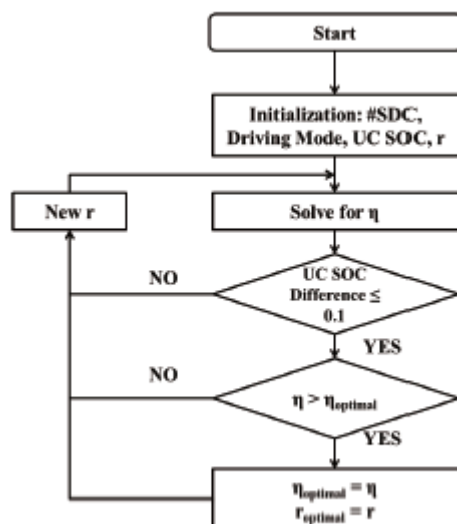 Start
Initialization: #SDC,
Driving Mode, UC SOC, r
New r
Solve for η
NO
UC SOC
Difference ≤
0.1
YES
NO
η > ηoptimal
YES
ηoptimal = η
roptimal = r